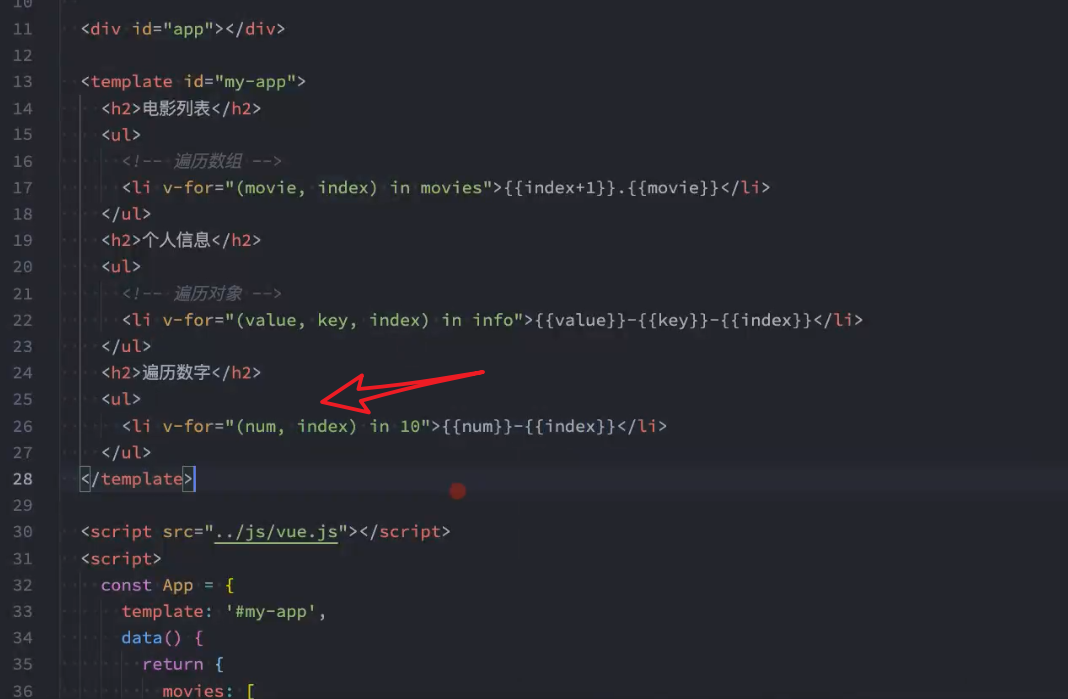 10
11 <div id="app"></div>
12
13 <template id="my-app">
14 <h2>电影列表</h2>
15 <ul>
16 <!-- 遍历数组 -->
17 <li v-for="(movie, index) in movies">{{index+1}}.{{movie}}</li>
18 </ul>
19 <h2>个人信息</h2>
20 <ul>
21 <!-- 遍历对象 -->
22 <li v-for="(value, key, index) in info">{{value}}-{{key}}-{{index}}</li>
23 </ul>
24 <h2>遍历数字</h2>
25 <ul>
26 <li v-for="(num, index) in 10">{{num}}-{{index}}</li>
27 </ul>
28 </template>
29
30 <script src="../js/vue.js"></script>
31 <script>
32 const App = {
33 template: '#my-app',
34 data() {
35 return {
36 movies: [